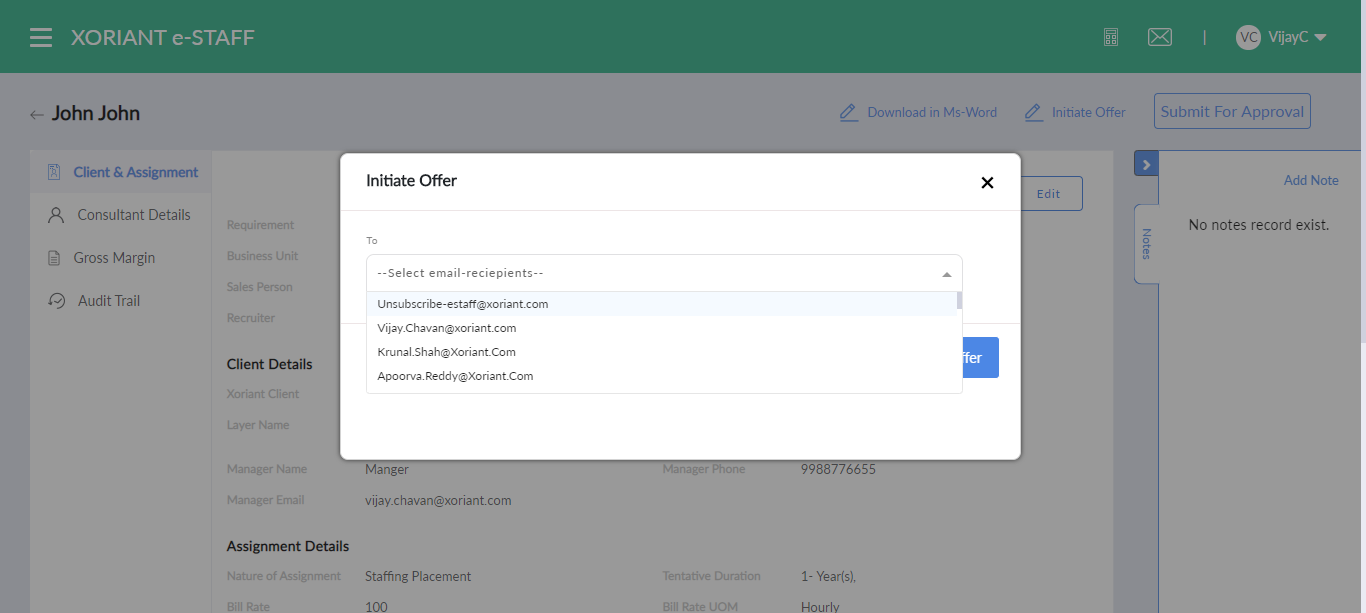 XORIANT e-STAFF
|
VC VijayC
John John
Download in Ms-Word
Initiate Offer
Submit For Approval
Client & Assignment
Consultant Details
Gross Margin
Audit Trail
Initiate Offer
To
--Select email-reciepients--
Unsubscribe-estaff@xoriant.com
Vijay.Chavan@xoriant.com
Krunal.Shah@Xoriant.Com
Apoorva.Reddy@Xoriant.Com
Edit
Requirement
Business Unit
Sales Person
Recruiter
Client Details
Xoriant Client
Layer Name
Manager Name Manger Manager Phone 9988776655
Manager Email vijay.chavan@xoriant.com
Assignment Details
Nature of Assignment Staffing Placement Tentative Duration 1- Year(s),
Bill Rate 100 Bill Rate UOM Hourly
Add Note
Notes
No notes record exist.